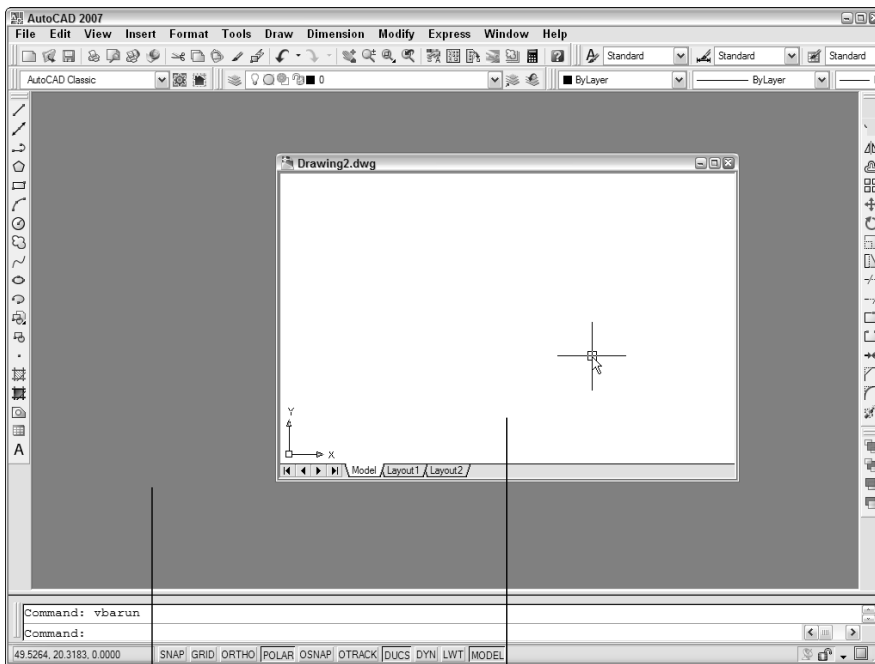 AutoCAD 2007
File Edit View Insert Format Tools Draw Dimension Modify Express Window Help
Standard Standard Standard
AutoCAD Classic 0 ByLayer ByLayer
Drawing2.dwg
Y
X
Model Layout1 Layout2
A
Command: vbarun
Command:
49.5264, 20.3183, 0.0000 SNAP GRID ORTHO POLAR OSNAP OTRACK DUCS DYN LWT MODEL